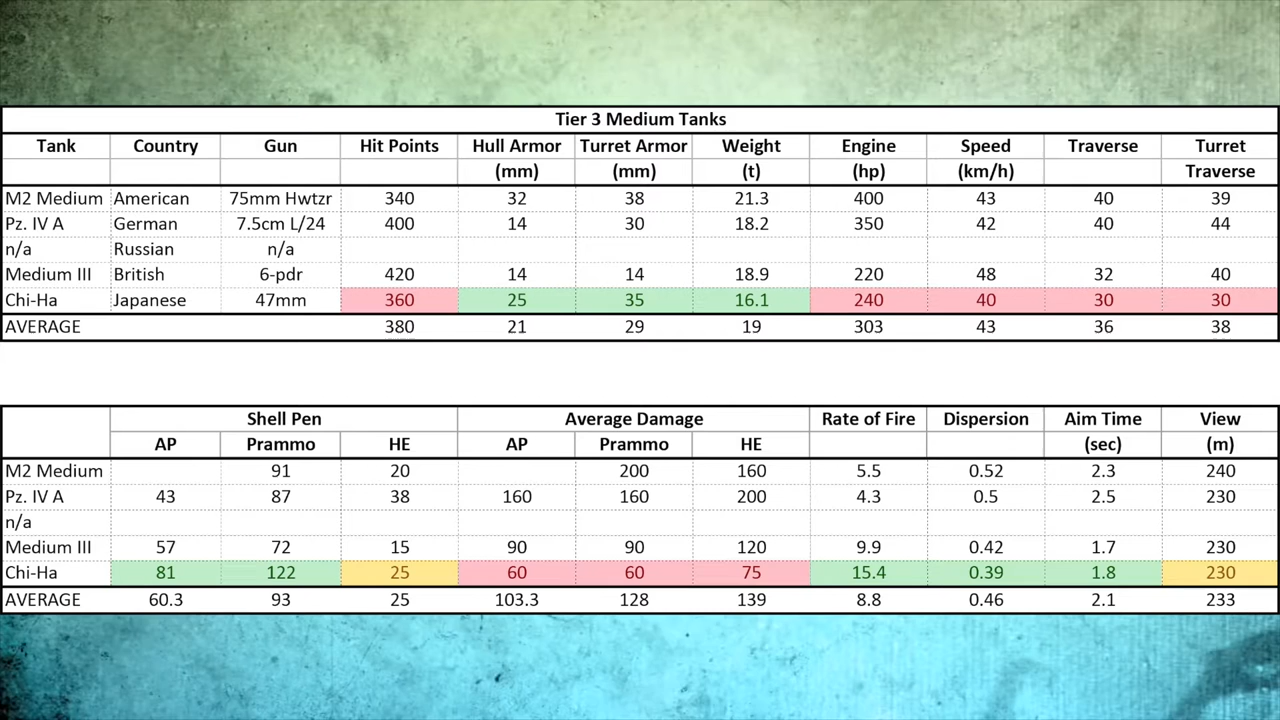 Tier 3 Medium Tanks
Tank Country Gun Hit Points Hull Armor Turret Armor Weight Engine Speed Traverse Turret
(mm) (mm) (t) (hp) (km/h) Traverse
M2 Medium American 75mm Hwtzr 340 32 38 21.3 400 43 40 39
Pz. IV A German 7.5cm L/24 400 14 30 18.2 350 42 40 44
n/a Russian n/a
Medium III British 6-pdr 420 14 14 18.9 220 48 32 40
Chi-Ha Japanese 47mm 360 25 35 16.1 240 40 30 30
AVERAGE 380 21 29 19 303 43 36 38
Shell Pen Average Damage Rate of Fire Dispersion Aim Time View
AP Prammo HE AP Prammo HE (sec) (m)
M2 Medium 91 20 200 160 5.5 0.52 2.3 240
Pz. IV A 43 87 38 160 160 200 4.3 0.5 2.5 230
n/a
Medium III 57 72 15 90 90 120 9.9 0.42 1.7 230
Chi-Ha 81 122 25 60 60 75 15.4 0.39 1.8 230
AVERAGE 60.3 93 25 103.3 128 139 8.8 0.46 2.1 233